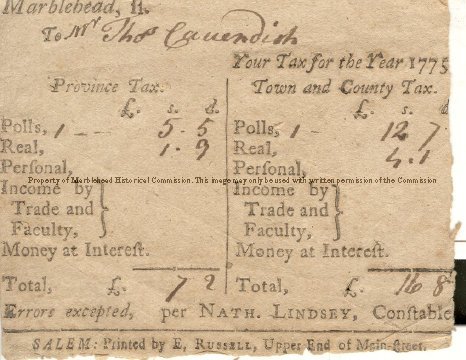 Marblehead, ſſ.
To Mr Thos Cavendish
Your Tax for the Year 1775
Province Tax. Town and County Tax.
£. s. d. £. s. d.
Polls, 1 -- 5. 5 Polls, 1 - 12 7
Real, 1. 9 Real, 4. 1
Perſonal, Perſonal,
Property of Marblehead Historical Commission. This image may only be used with written permission of the Commission
Income by Income by
Trade and Trade and
Faculty, Faculty,
Money at Intereſt. Money at Intereſt.
Total, £. 7 2 Total, £. 16 8
Errors excepted, per NATH. LINDSEY, Conſtable
SALEM: Printed by E, RUSSELL, Upper End of Main-ſtreet.